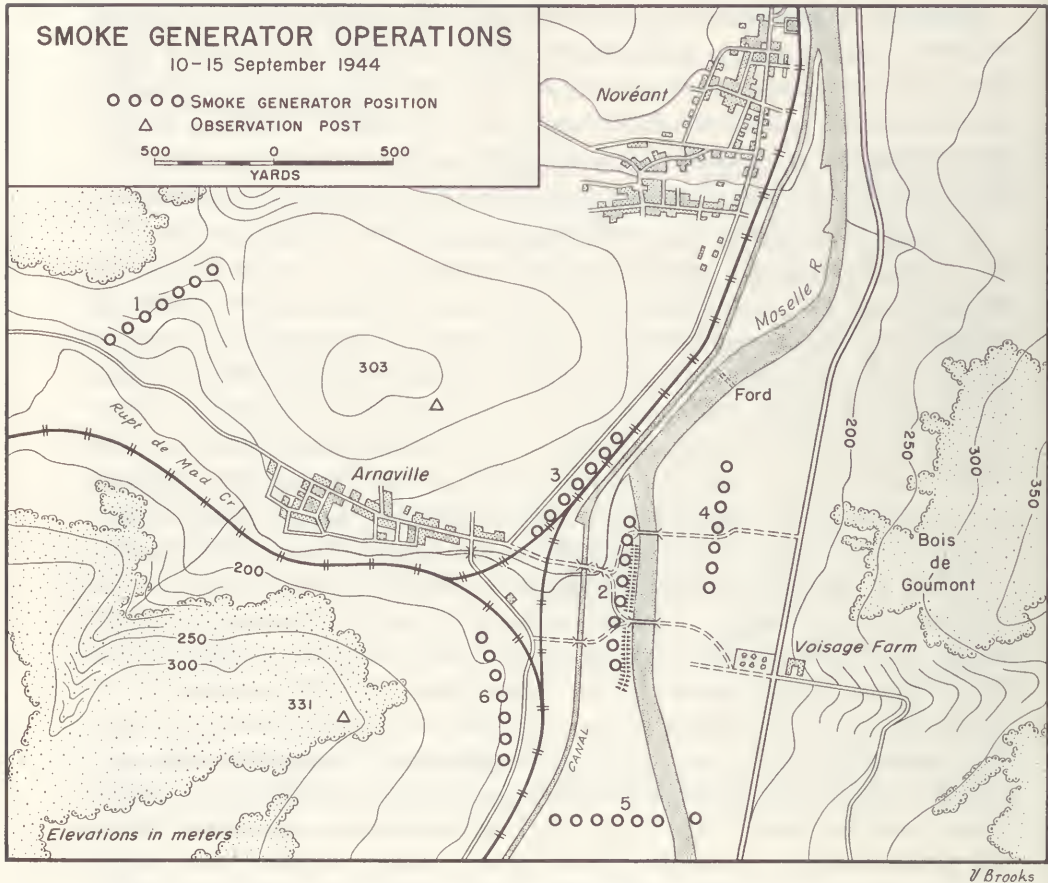 SMOKE GENERATOR OPERATIONS
10-15 September 1944
SMOKE GENERATOR POSITION
OBSERVATION POST
500 0 500
YARDS
Novéant
1
Moselle R
303
Ford
Rupt de Mad Cr
Arnaville
3
4
200
250
300
350
Bois
de
Goumont
2
200
250
300
Voisage Farm
331
6
CANAL
5
Elevations in meters
V Brooks